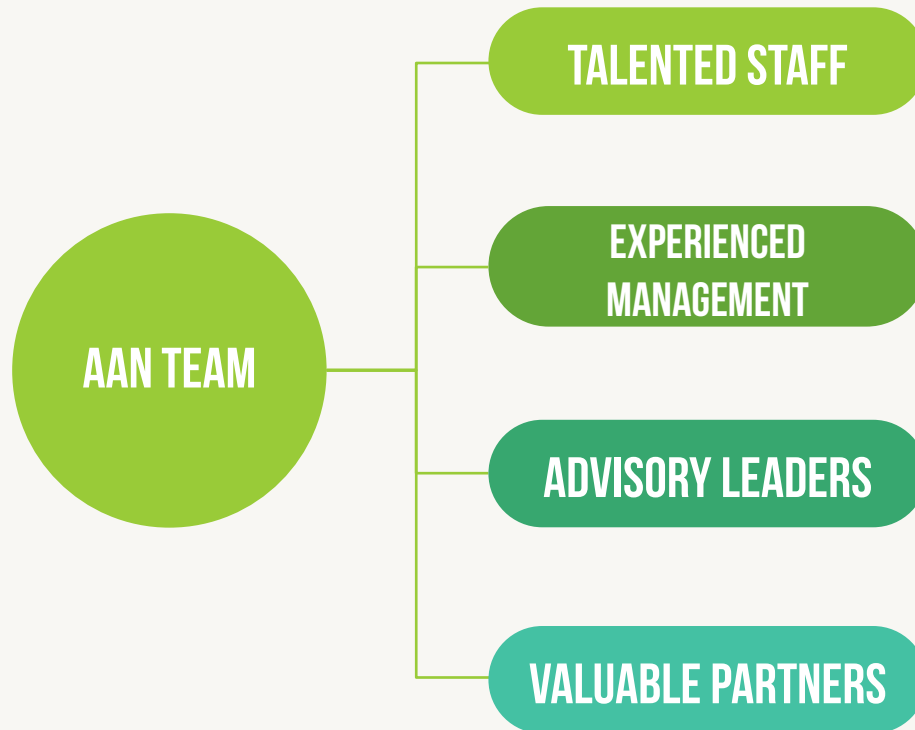 TALENTED STAFF
EXPERIENCED
MANAGEMENT
AAN TEAM
ADVISORY LEADERS
VALUABLE PARTNERS